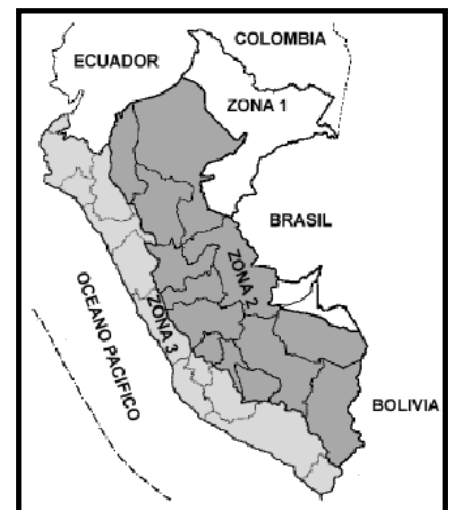 COLOMBIA
ECUADOR
ZONA 1
BRASIL
ZONA 2
ZONA 3
OCEANO PACIFICO
BOLIVIA